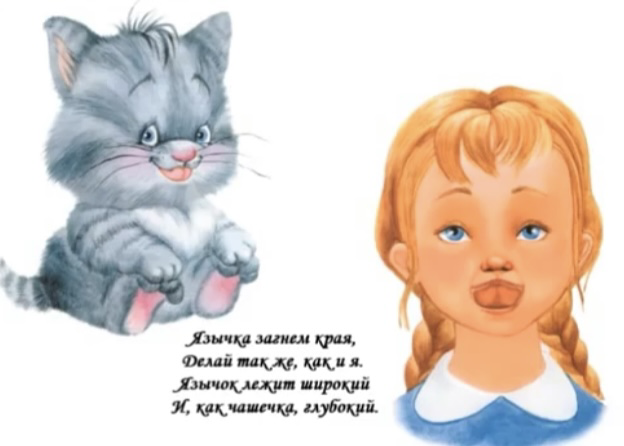 Язычка загнем края,
Делай так же, как и я.
Язычок лежит широкий
И, как чашечка, глубокий.